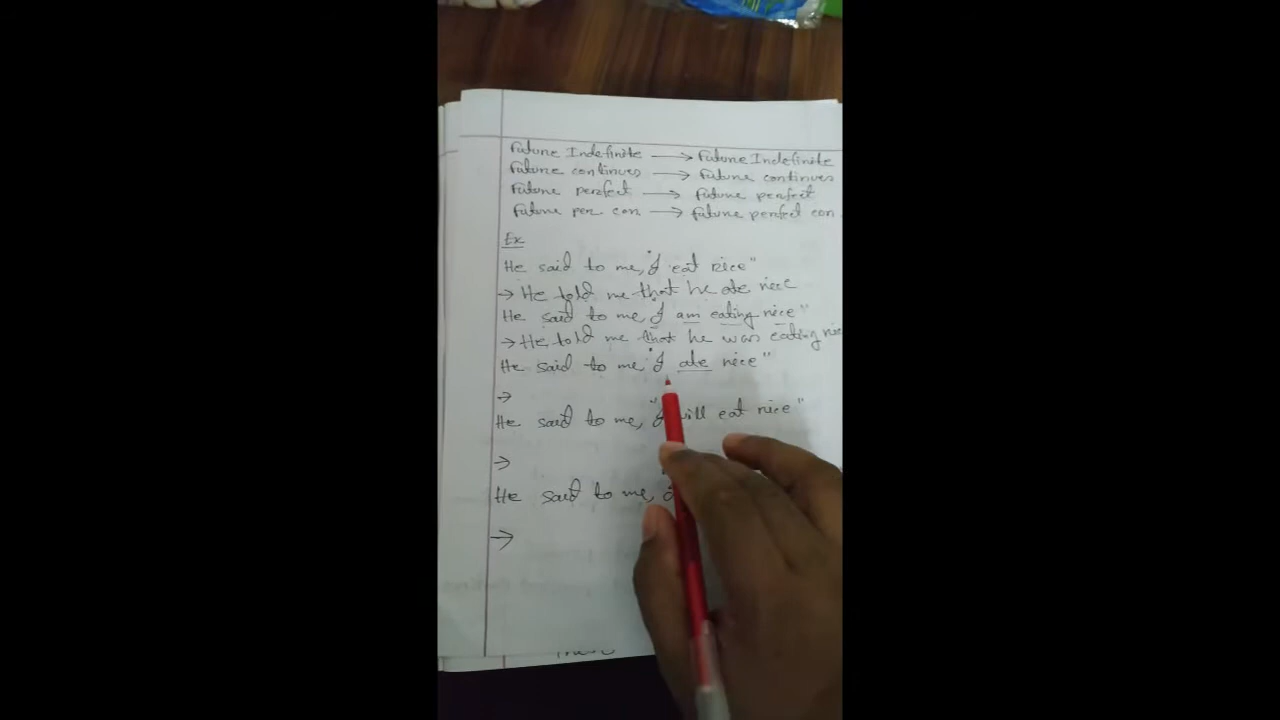 Future Indefinite → Future Indefinite
Future continues → Future continues
Future perfect → Future perfect
Future per. con. → future perfect con.
Ex
He said to me, "I eat rice"
→ He told me that he ate rice
He said to me, I am eating rice"
→ He told me that he was eating
He said to me "I ate rice"
→
He said to me, "I will eat rice"
→
He said to me,
→